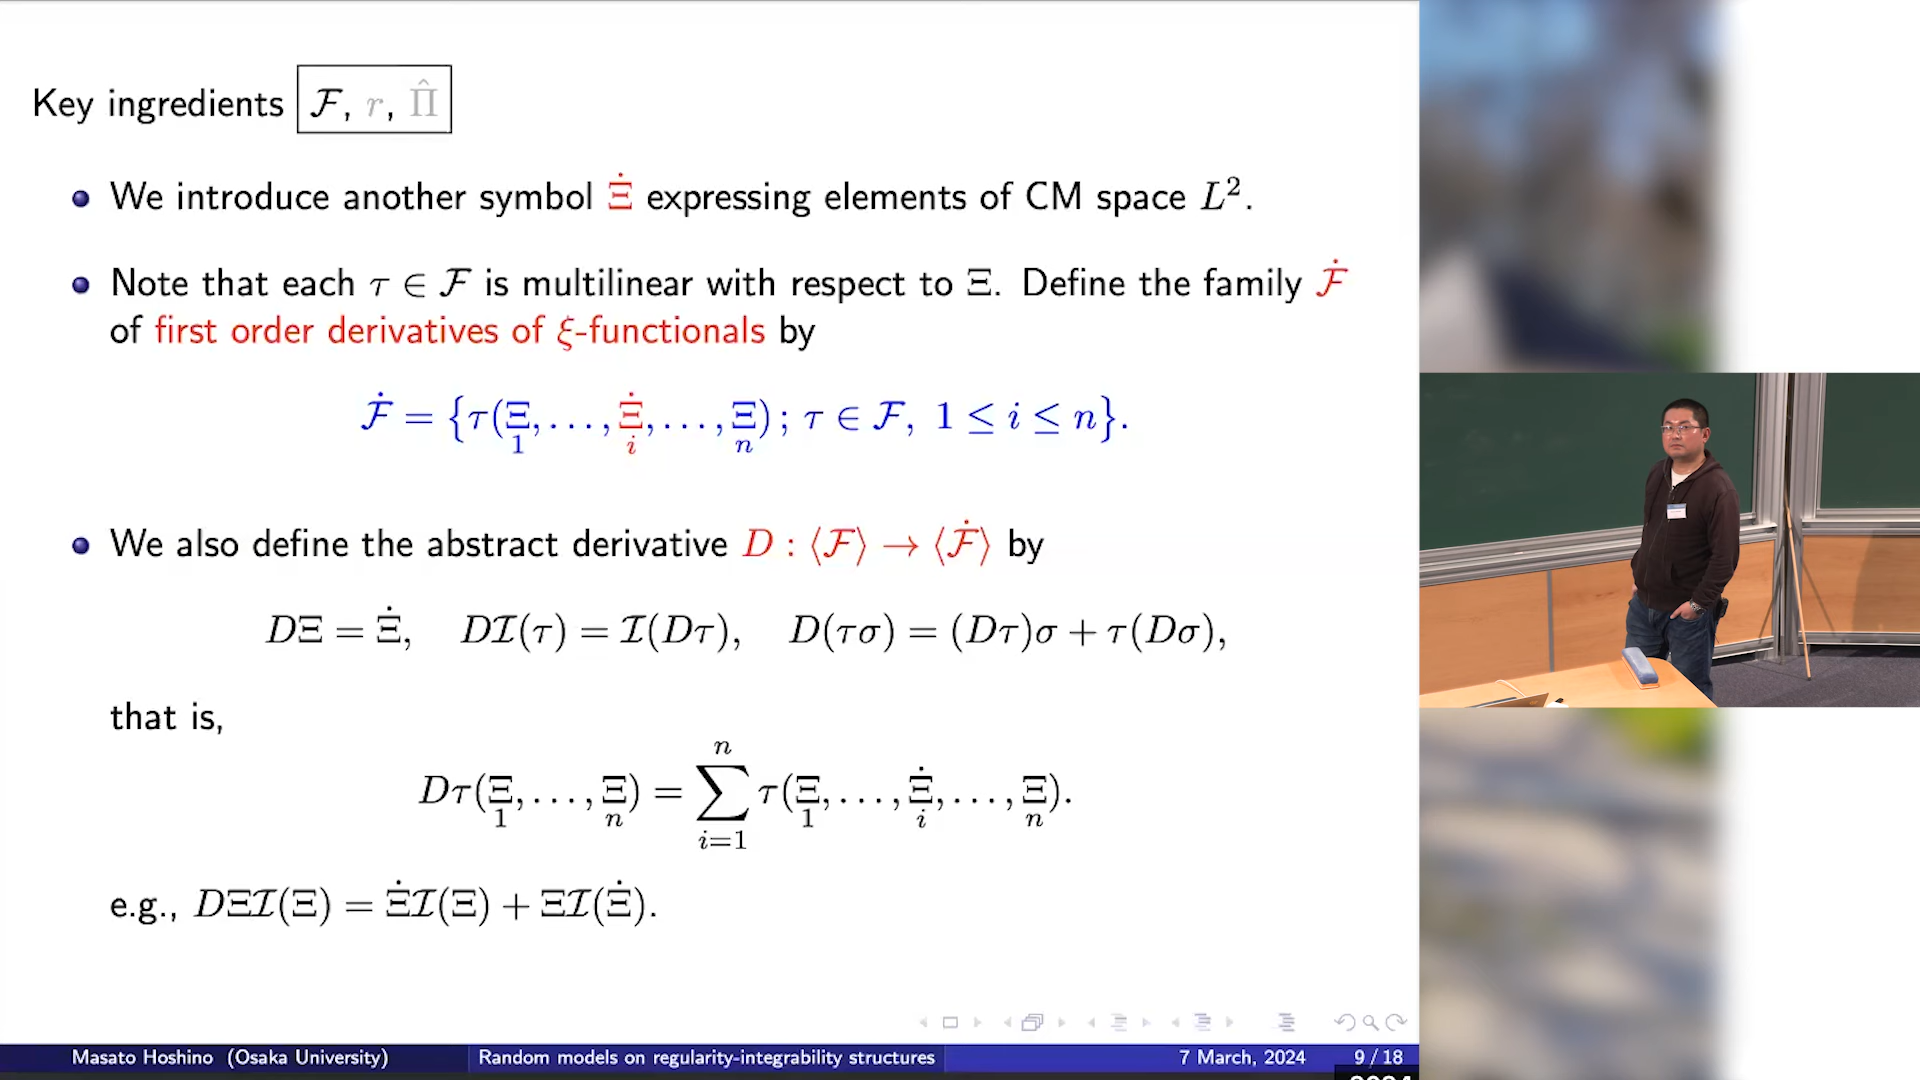 Key ingredients 𝓕, r, Π̂
We introduce another symbol Ξ̇ expressing elements of CM space L².
Note that each τ ∈ 𝓕 is multilinear with respect to Ξ. Define the family 𝓕̇
of first order derivatives of ξ-functionals by
𝓕̇ = {τ(Ξ₁, . . . , Ξ̇ᵢ, . . . , Ξₙ) ; τ ∈ 𝓕, 1 ≤ i ≤ n}.
We also define the abstract derivative D : ⟨𝓕⟩ → ⟨𝓕̇⟩ by
DΞ = Ξ̇, Dℐ(τ) = ℐ(Dτ), D(τσ) = (Dτ)σ + τ(Dσ),
that is,
Dτ(Ξ₁, . . . , Ξₙ) = ∑ᵢ₌₁ⁿ τ(Ξ₁, . . . , Ξ̇ᵢ, . . . , Ξₙ).
e.g., DΞℐ(Ξ) = Ξ̇ℐ(Ξ) + Ξℐ(Ξ̇).
Masato Hoshino (Osaka University) Random models on regularity-integrability structures 7 March, 2024 9 / 18